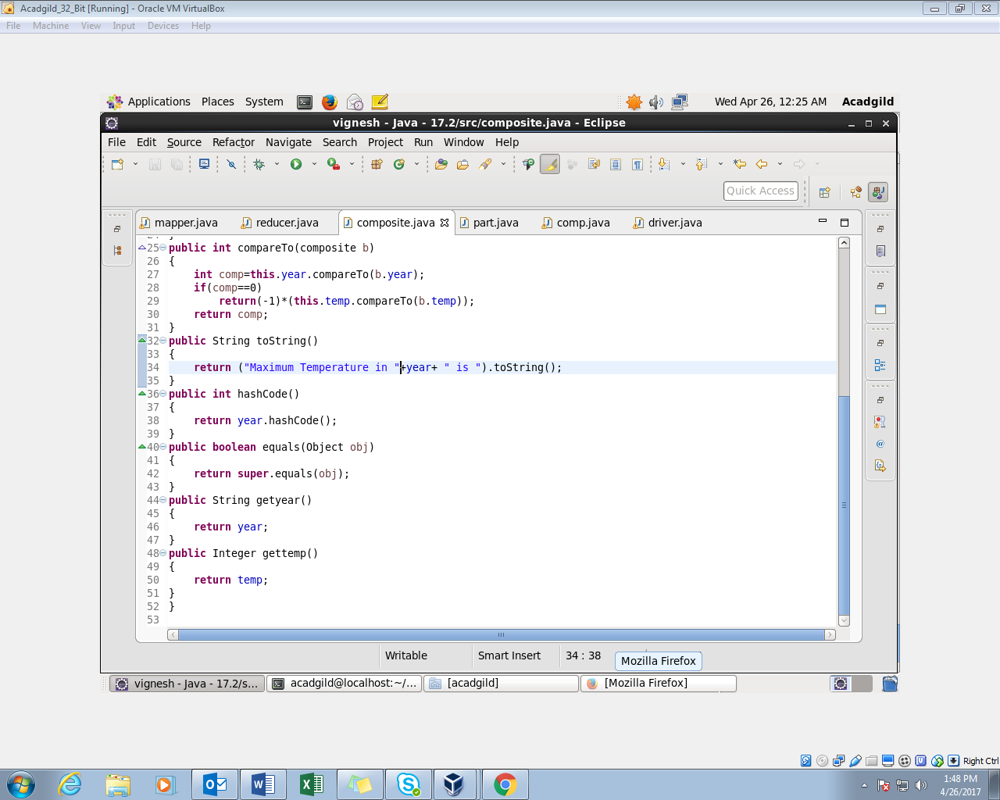 Acadgild_32_Bit [Running] - Oracle VM VirtualBox
File Machine View Input Devices Help
Applications Places System Wed Apr 26, 12:25 AM Acadgild
vignesh - Java - 17.2/src/composite.java - Eclipse
File Edit Source Refactor Navigate Search Project Run Window Help
Quick Access
mapper.java reducer.java composite.java part.java comp.java driver.java
25 public int compareTo(composite b)
26 {
27 int comp=this.year.compareTo(b.year);
28 if(comp==0)
29 return(-1)*(this.temp.compareTo(b.temp));
30 return comp;
31 }
32 public String toString()
33 {
34 return ("Maximum Temperature in "+year+ " is ").toString();
35 }
36 public int hashCode()
37 {
38 return year.hashCode();
39 }
40 public boolean equals(Object obj)
41 {
42 return super.equals(obj);
43 }
44 public String getyear()
45 {
46 return year;
47 }
48 public Integer gettemp()
49 {
50 return temp;
51 }
52 }
53
Writable Smart Insert 34 : 38
Mozilla Firefox
vignesh - Java - 17.2/s... acadgild@localhost:~/... [acadgild] [Mozilla Firefox]
Right Ctrl
1:48 PM
4/26/2017